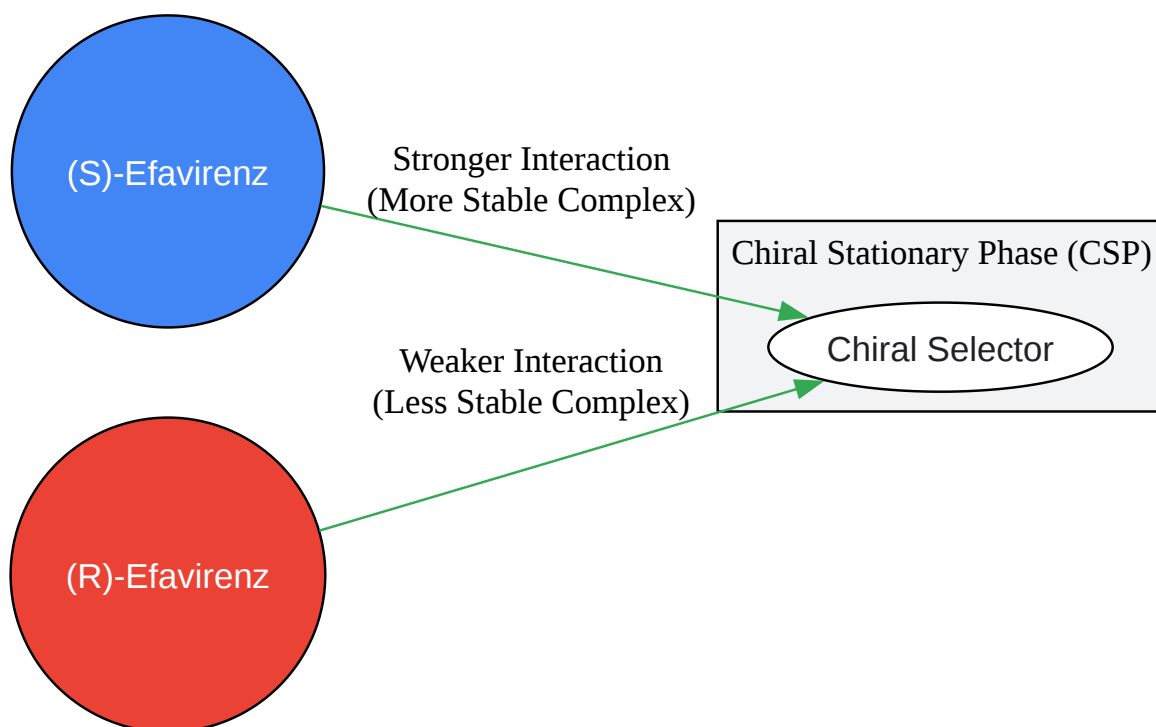 (S)-Efavirenz
Stronger Interaction
(More Stable Complex)
Chiral Stationary Phase (CSP)
Chiral Selector
Weaker Interaction
(Less Stable Complex)
(R)-Efavirenz